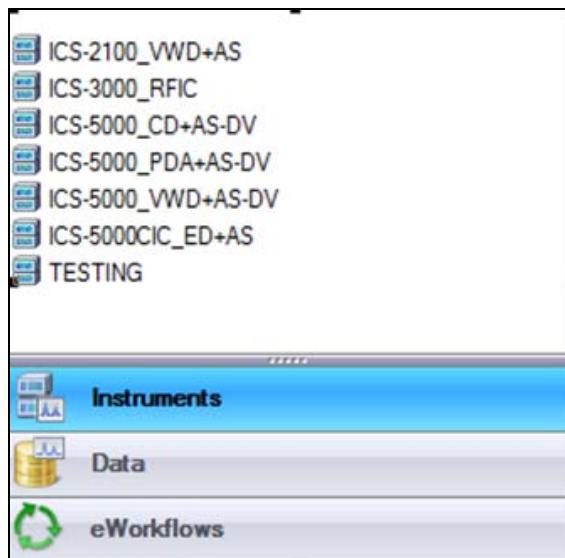 ICS-2100_VWD+AS
ICS-3000_RFIC
ICS-5000_CD+AS-DV
ICS-5000_PDA+AS-DV
ICS-5000_VWD+AS-DV
ICS-5000CIC_ED+AS
TESTING
Instruments
Data
eWorkflows